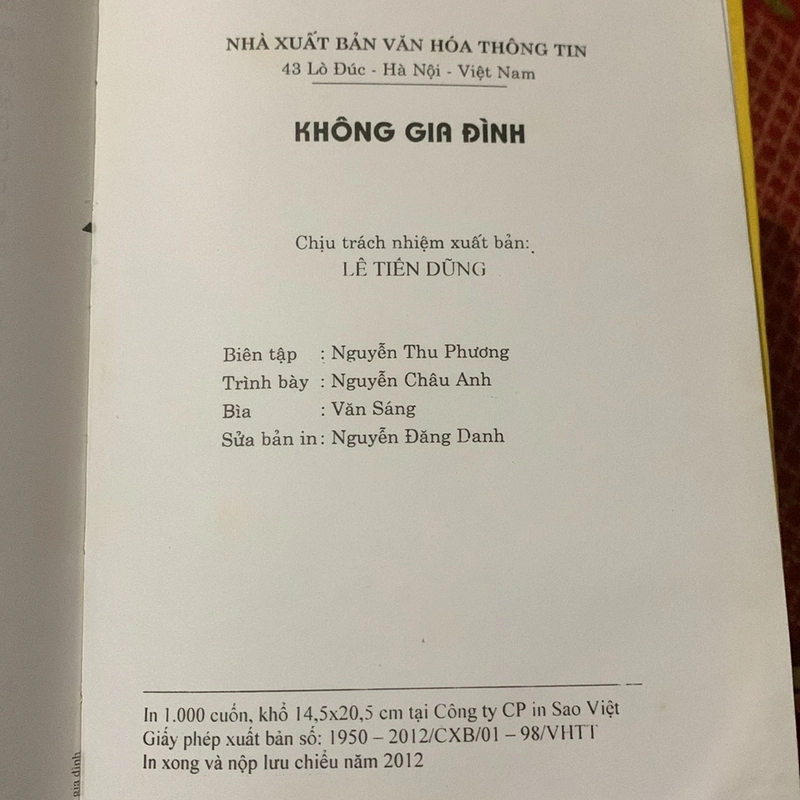 NHÀ XUẤT BẢN VĂN HÓA THÔNG TIN
43 Lò Đúc - Hà Nội - Việt Nam
KHÔNG GIA ĐÌNH
Chịu trách nhiệm xuất bản:
LÊ TIẾN DŨNG
Biên tập : Nguyễn Thu Phương
Trình bày : Nguyễn Châu Anh
Bìa : Văn Sáng
Sửa bản in: Nguyễn Đăng Danh
In 1.000 cuốn, khổ 14,5x20,5 cm tại Công ty CP in Sao Việt
Giấy phép xuất bản số: 1950 – 2012/CXB/01 – 98/VHTT
In xong và nộp lưu chiểu năm 2012
gia đình